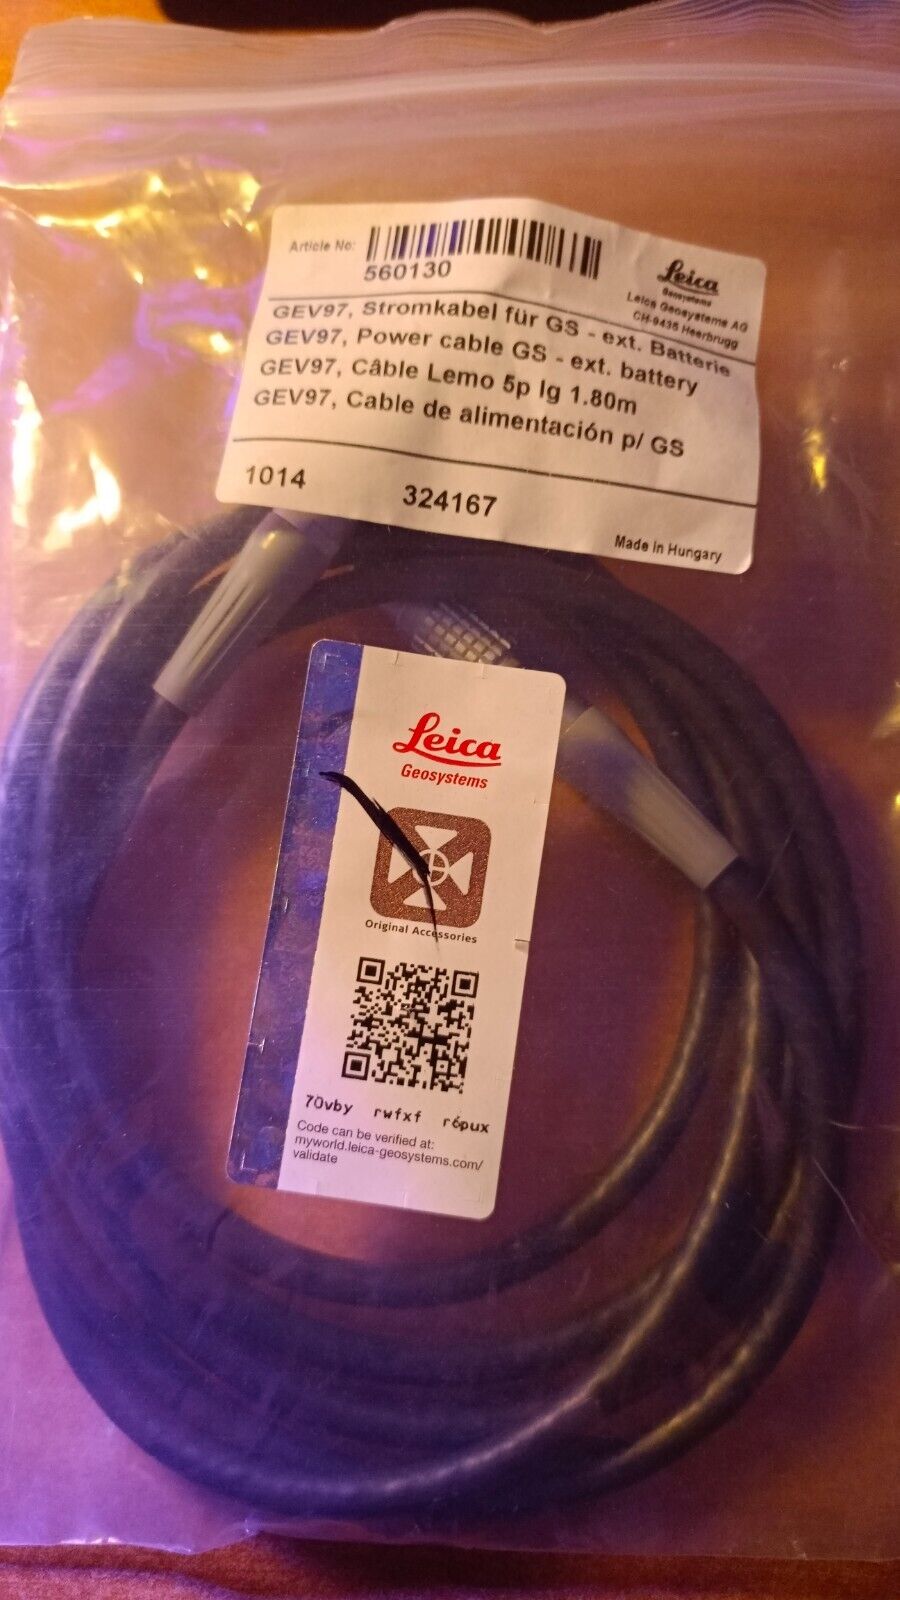 Article No:
560130
Leica
Geosystems
Leica Geosystems AG
CH-9435 Heerbrugg
GEV97, Stromkabel für GS - ext. Batterie
GEV97, Power cable GS - ext. battery
GEV97, Câble Lemo 5p lg 1.80m
GEV97, Cable de alimentación p/ GS
1014 324167
Made in Hungary
Leica
Geosystems
Original Accessories
70vby rwfxf r6pux
Code can be verified at:
myworld.leica-geosystems.com/
validate